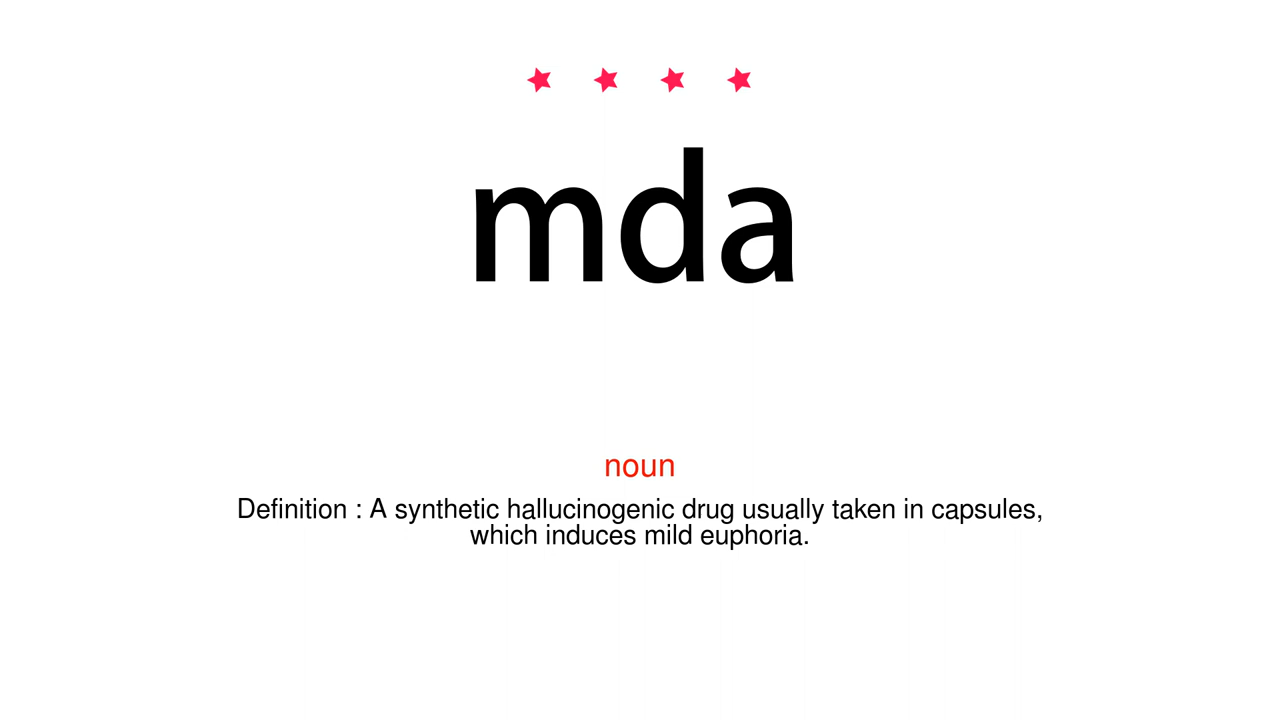 mda
noun
Definition : A synthetic hallucinogenic drug usually taken in capsules,
which induces mild euphoria.